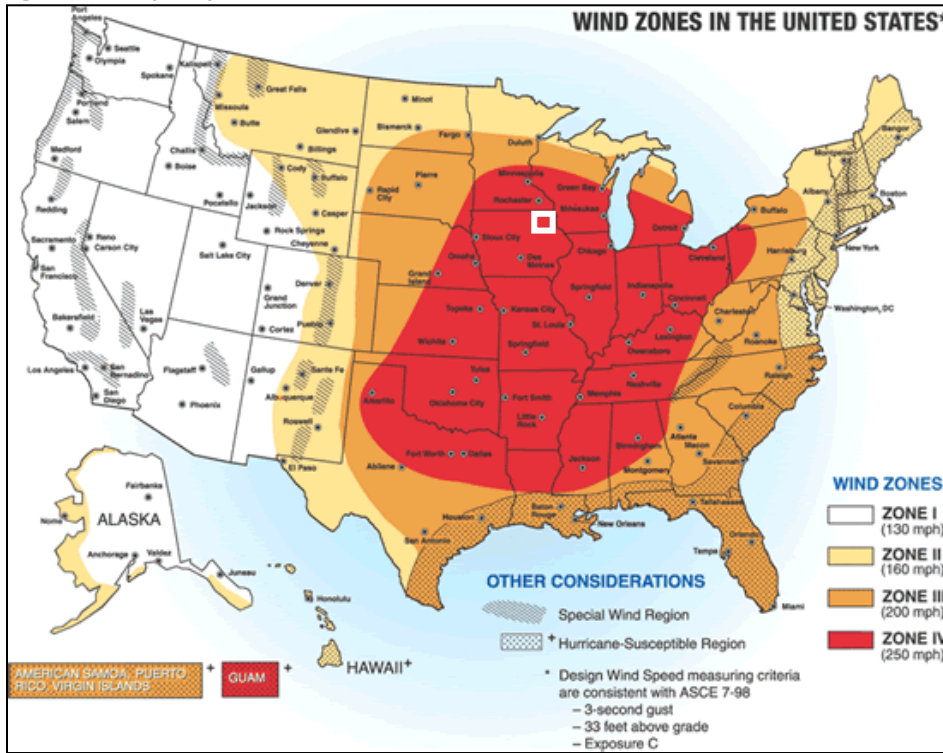 WIND ZONES IN THE UNITED STATES*
Port
Angeles
Seattle
Olympia
Spokane
Kalispell
Great Falls
Minot
Portland
Salem
Missoula
Butte
Glendive
Bismarck
Fargo
Duluth
Bangor
Medford
Challis
Boise
Billings
Cody
Buffalo
Rapid
City
Pierre
Minneapolis
Green Bay
Montpelier
Albany
Boston
Redding
Pocatello
Jackson
Casper
Rochester
Milwaukee
Detroit
Buffalo
Rock Springs
Cheyenne
Sioux City
Chicago
Cleveland
Harrisburg
New York
Sacramento
Reno
Carson City
Salt Lake City
San
Francisco
Grand
Junction
Denver
Grand
Island
Omaha
Des
Moines
Springfield
Indianapolis
Cincinnati
Washington, DC
Bakersfield
Las
Vegas
Cortez
Pueblo
Topeka
Kansas City
St. Louis
Charleston
Roanoke
Lexington
Owensboro
Wichita
Springfield
Los Angeles
San
Bernadino
San
Diego
Flagstaff
Gallup
Santa Fe
Albuquerque
Phoenix
Roswell
El Paso
Amarillo
Tulsa
Oklahoma City
Fort Smith
Little
Rock
Memphis
Nashville
Raleigh
Columbia
Atlanta
Macon
Birmingham
Montgomery
Savannah
Abilene
Fort Worth
Dallas
Jackson
San Antonio
Houston
Baton
Rouge
New Orleans
Tallahassee
Orlando
Tampa
Miami
Fairbanks
Nome
ALASKA
Anchorage
Valdez
Juneau
Honolulu
HAWAII+
WIND ZONES
ZONE I
(130 mph)
ZONE II
(160 mph)
ZONE III
(200 mph)
ZONE IV
(250 mph)
OTHER CONSIDERATIONS
Special Wind Region
+ Hurricane-Susceptible Region
* Design Wind Speed measuring criteria
are consistent with ASCE 7-98
– 3-second gust
– 33 feet above grade
– Exposure C
AMERICAN SAMOA, PUERTO
RICO, VIRGIN ISLANDS
+
GUAM
+